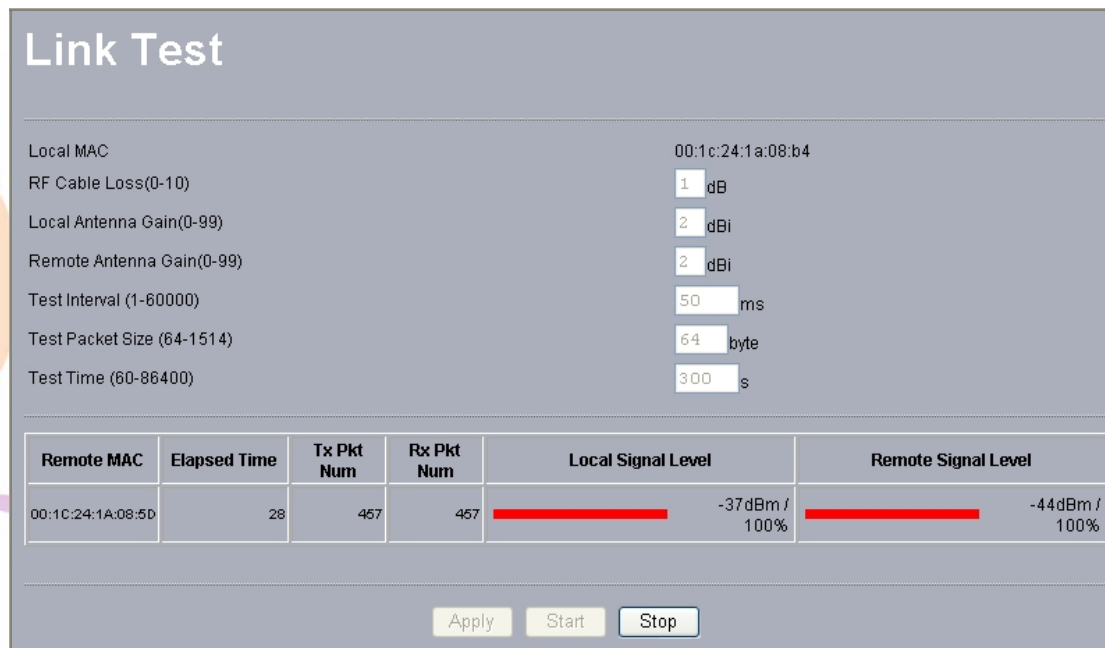 Link Test
Local MAC 00:1c:24:1a:08:b4
RF Cable Loss(0-10) 1 dB
Local Antenna Gain(0-99) 2 dBi
Remote Antenna Gain(0-99) 2 dBi
Test Interval (1-60000) 50 ms
Test Packet Size (64-1514) 64 byte
Test Time (60-86400) 300 s
Remote MAC Elapsed Time Tx Pkt Num Rx Pkt Num Local Signal Level Remote Signal Level
00:1C:24:1A:08:5D 28 457 457 -37dBm / 100% -44dBm / 100%
Apply Start Stop